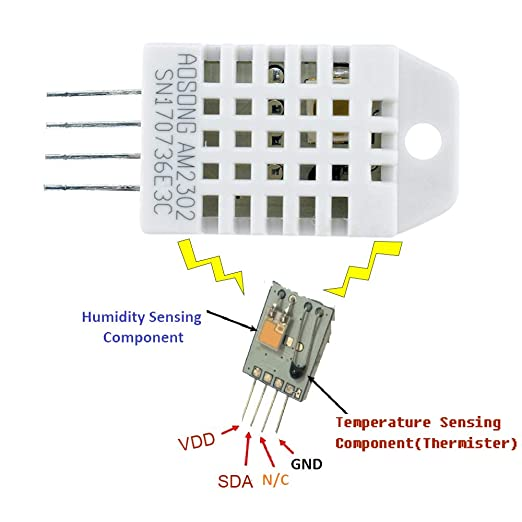 AOSONG AM2302
SN170736E3C
Humidity Sensing
Component
Temperature Sensing
Component(Thermister)
VDD
SDA
N/C
GND